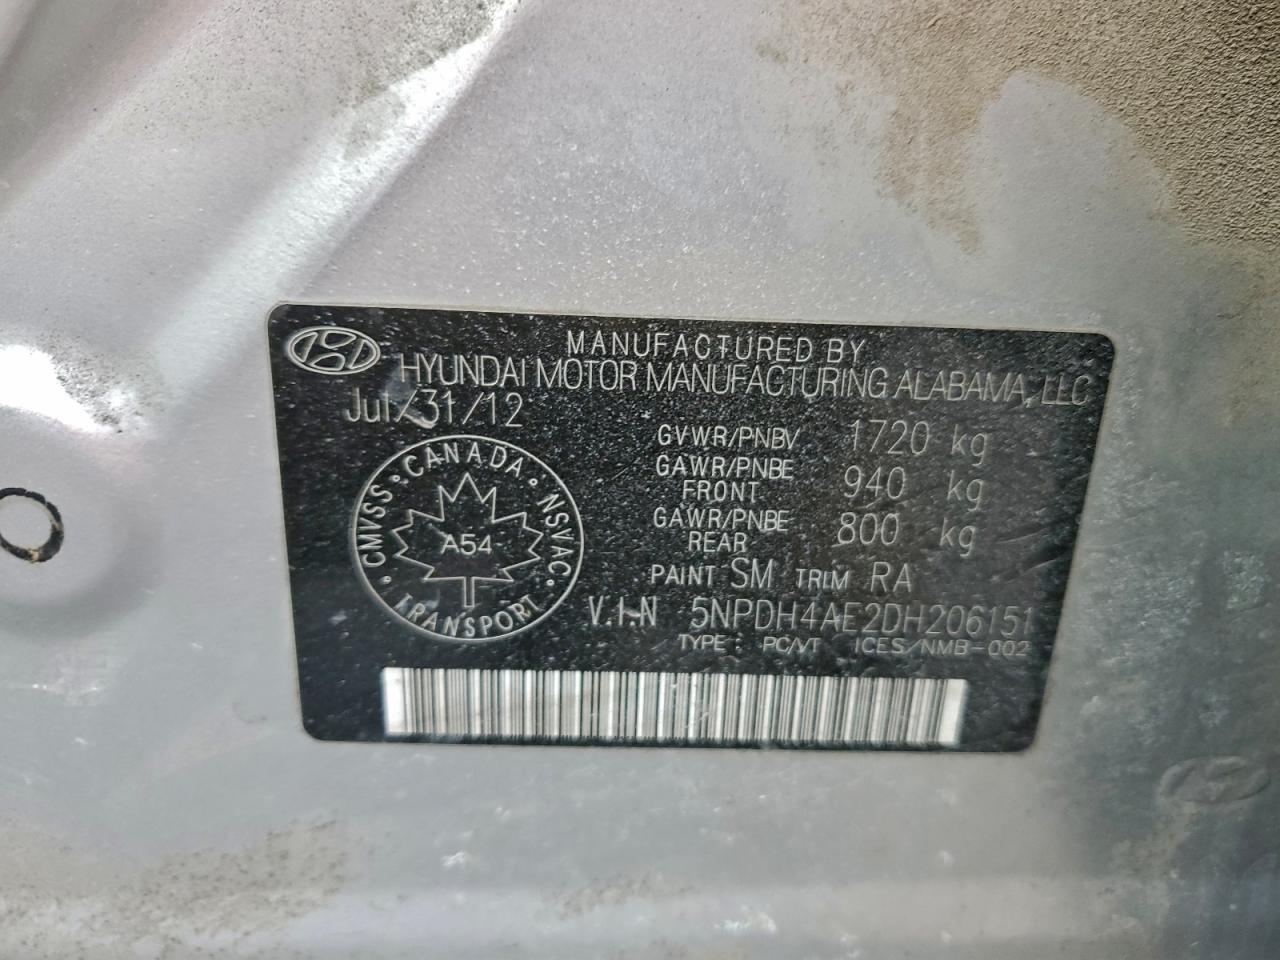 MANUFACTURED BY
HYUNDAI MOTOR MANUFACTURING ALABAMA, LLC
Jul/31/12
GVWR/PNBV 1720 kg
GAWR/PNBE FRONT 940 kg
GAWR/PNBE REAR 800 kg
PAINT SM TRIM RA
V.I.N 5NPDH4AE2DH206151
TYPE: PC/VT ICES/NMB-002
CMVSS · CANADA · NSVAC · TRANSPORT ·
A54